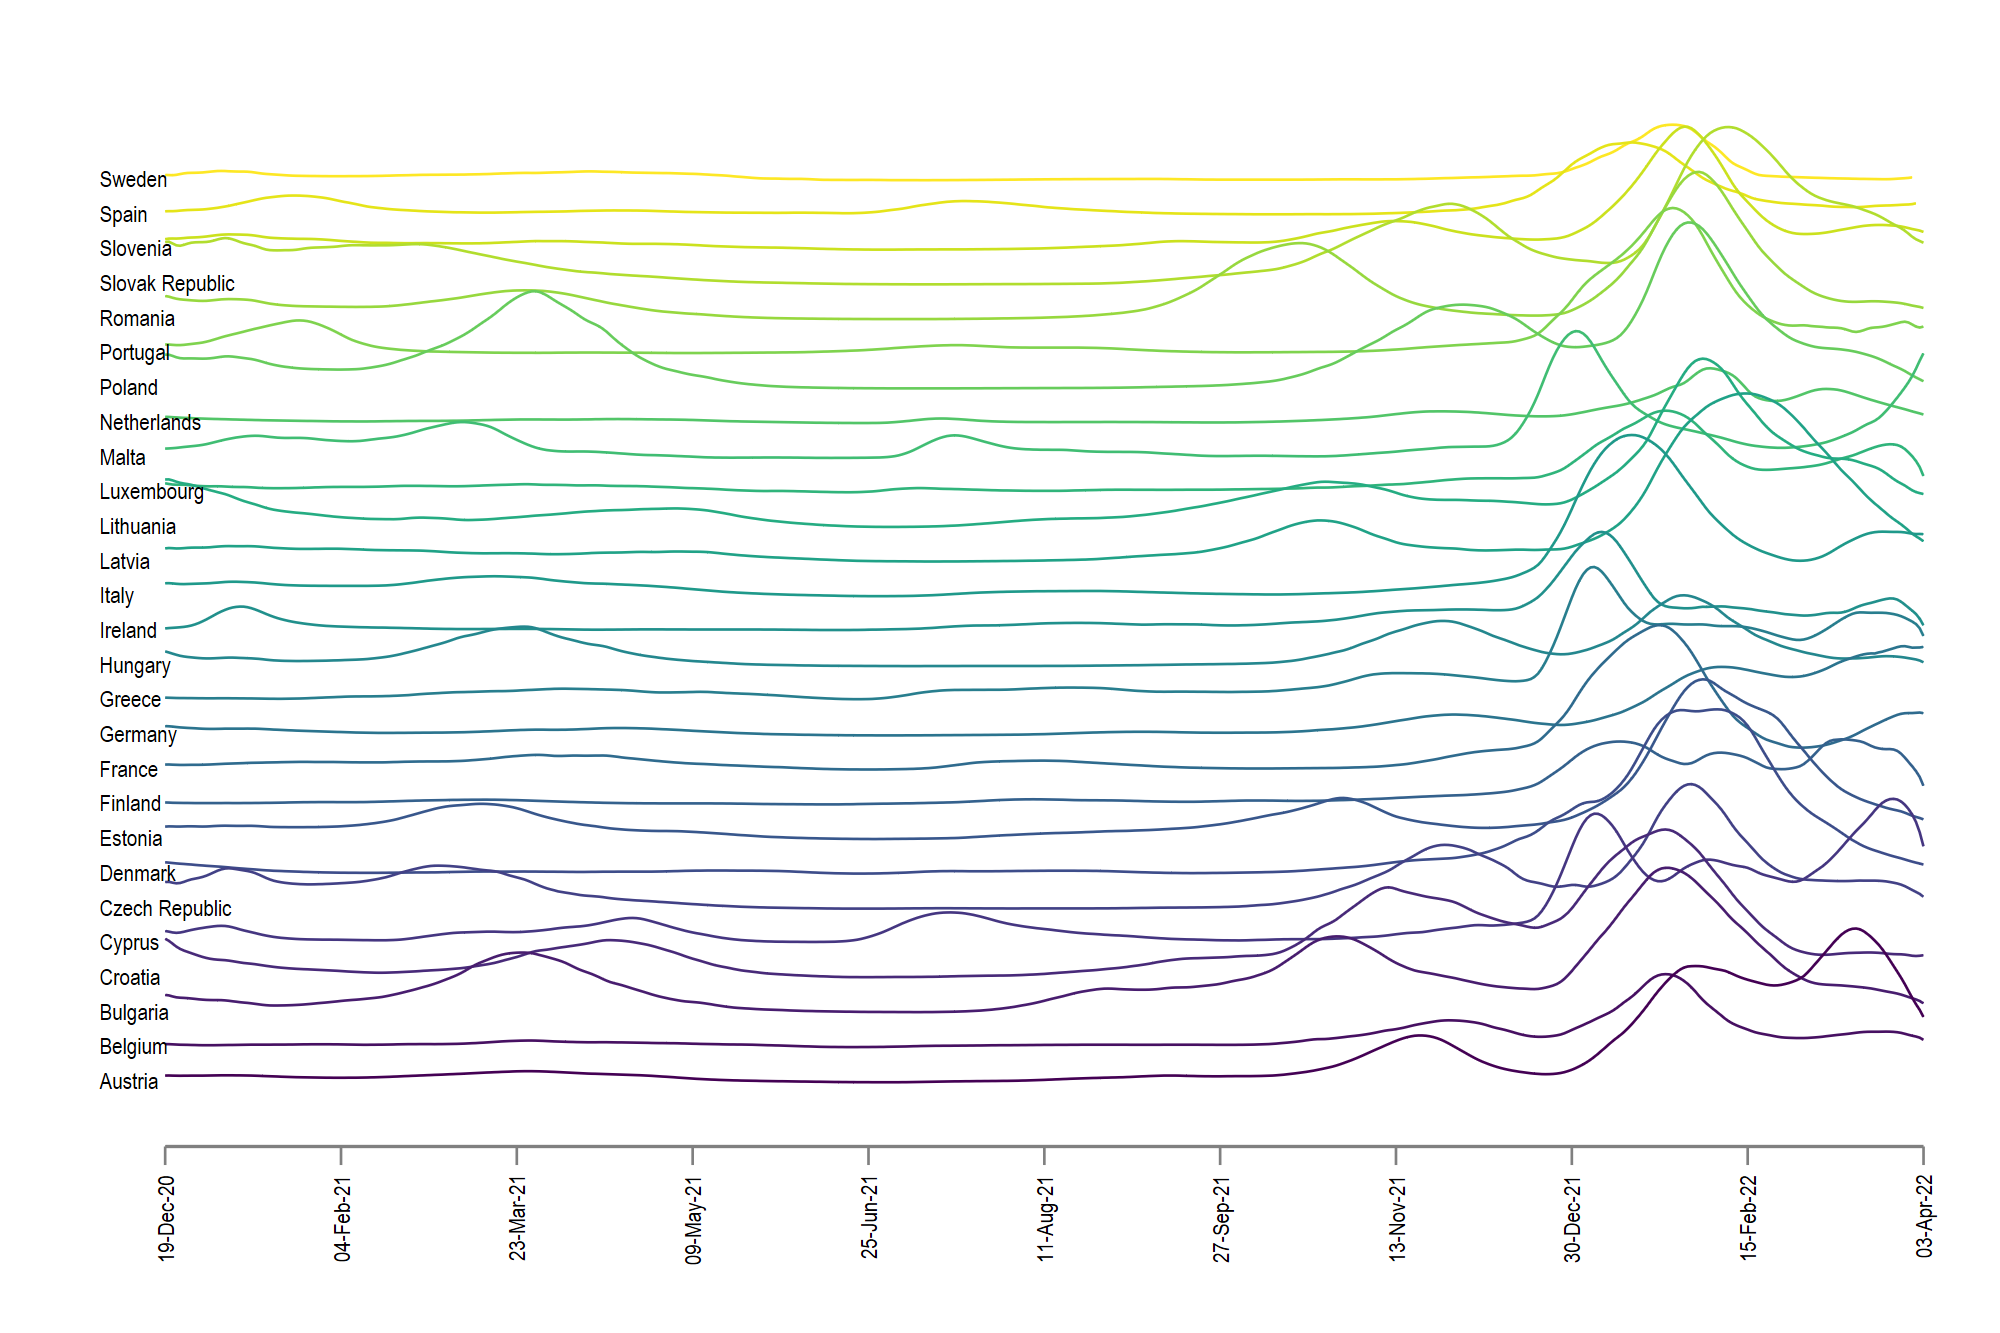 Sweden
Spain
Slovenia
Slovak Republic
Romania
Portugal
Poland
Netherlands
Malta
Luxembourg
Lithuania
Latvia
Italy
Ireland
Hungary
Greece
Germany
France
Finland
Estonia
Denmark
Czech Republic
Cyprus
Croatia
Bulgaria
Belgium
Austria
19-Dec-20
04-Feb-21
23-Mar-21
09-May-21
25-Jun-21
11-Aug-21
27-Sep-21
13-Nov-21
30-Dec-21
15-Feb-22
03-Apr-22